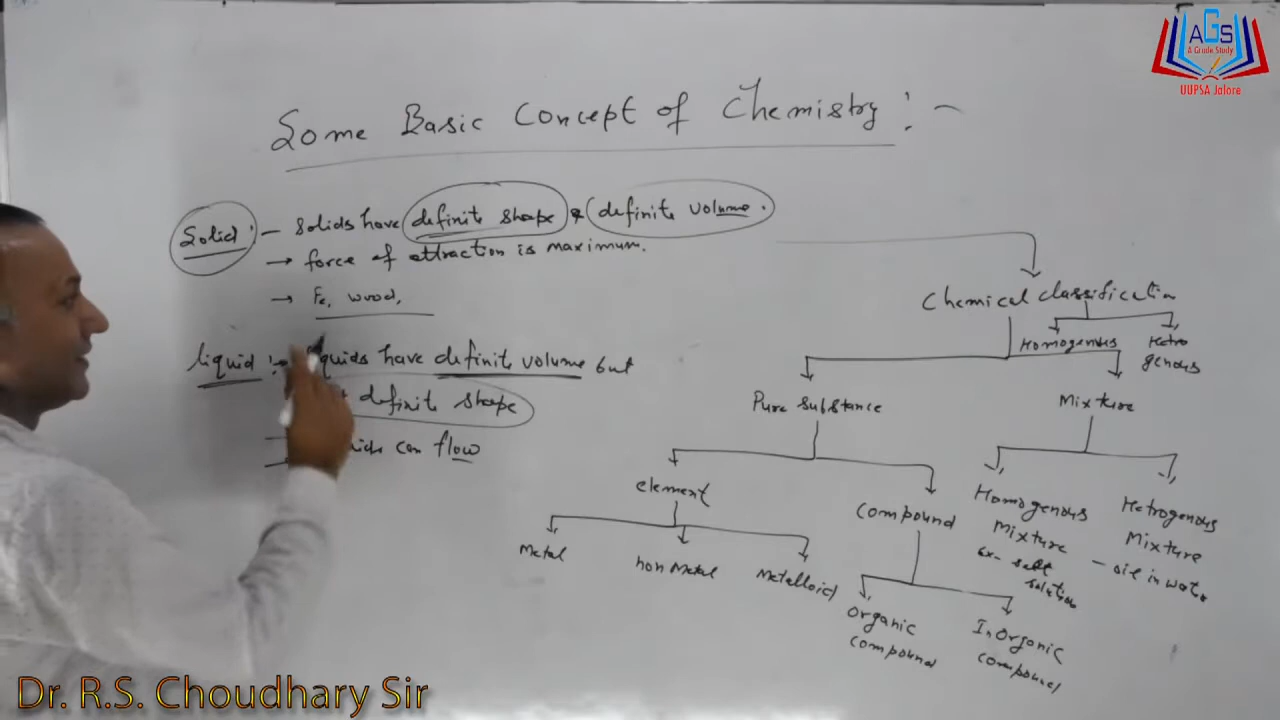 AGS
A Grade Study
UUPSA Jalore
Some Basic Concept of Chemistry :-
Solid :- Solids have definite shape & definite volume.
→ force of attraction is maximum.
→ Fe, wood,
liquid :→ liquids have definite volume but
definite shape
can flow
Chemical classification
Homogenous
Hetro
genous
Pure substance
Mixture
element
Compound
Homogenous
Mixture
ex- salt
solution
Hetrogenous
Mixture
- oil in water
Metal
non Metal
Metalloid
Organic
compound
InOrganic
compound
Dr. R.S. Choudhary Sir